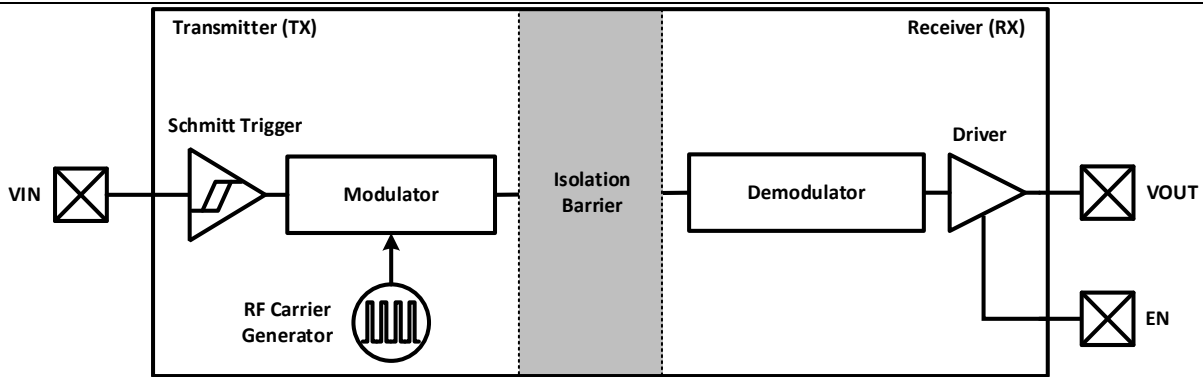 Transmitter (TX)
Receiver (RX)
Schmitt Trigger
Driver
VIN
Modulator
Isolation
Barrier
Demodulator
VOUT
RF Carrier
Generator
EN